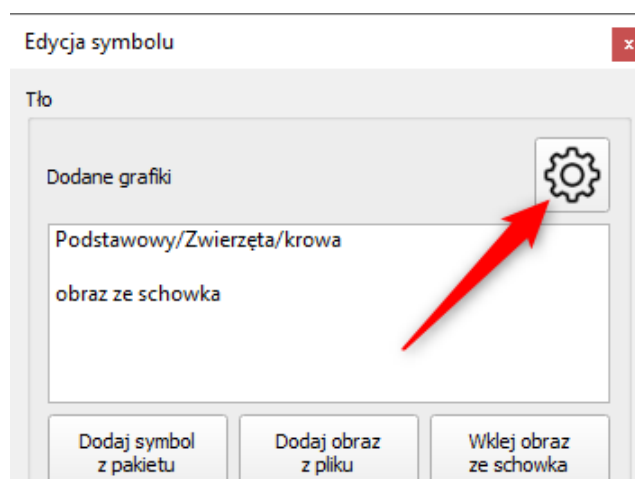 Edycja symbolu
x
Tło
Dodane grafiki
Podstawowy/Zwierzęta/krowa
obraz ze schowka
Dodaj symbol
z pakietu
Dodaj obraz
z pliku
Wklej obraz
ze schowka